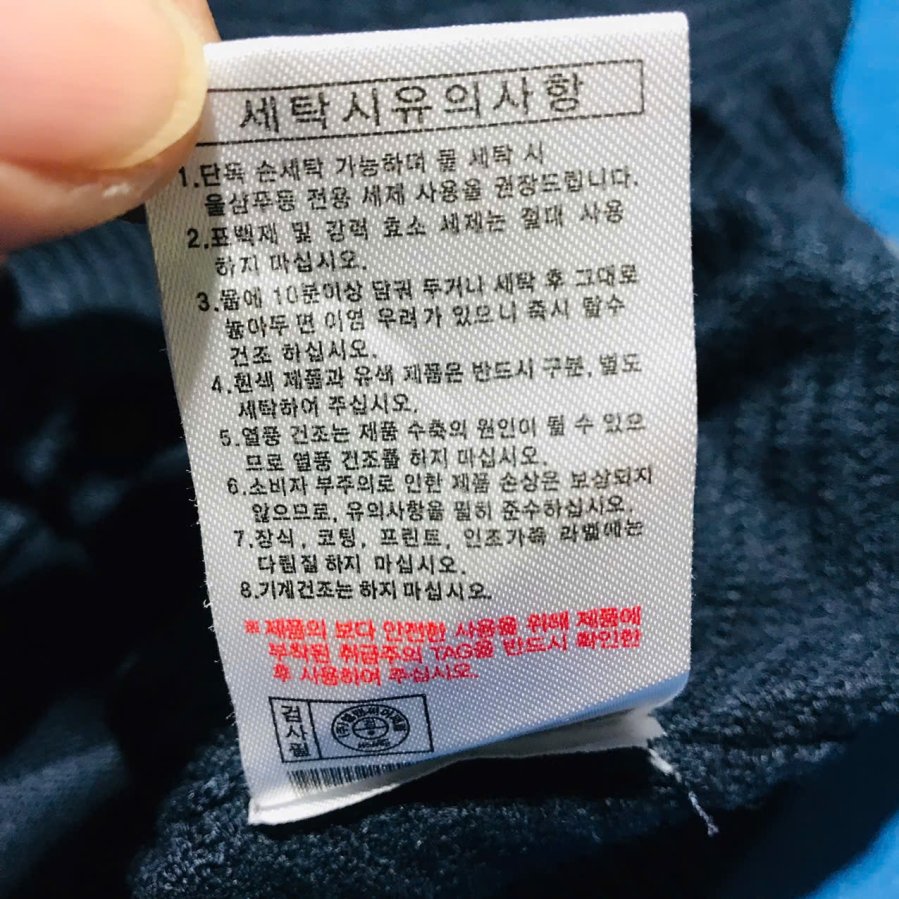 세탁시유의사항
1.단독 손세탁 가능하며 물 세탁 시
울샴푸등 전용 세제 사용을 권장드립니다.
2.표백제 및 강력 효소 세제는 절대 사용
하지 마십시오.
3.물에 10분이상 담궈 두거나 세탁 후 그대로
놓아두면 이염 우려가 있으니 즉시 탈수
건조 하십시오.
4.흰색 제품과 유색 제품은 반드시 구분, 별도
세탁하여 주십시오.
5.열풍 건조는 제품 수축의 원인이 될 수 있으
므로 열풍 건조를 하지 마십시오.
6.소비자 부주의로 인한 제품 손상은 보상되지
않으므로, 유의사항을 필히 준수하십시오.
7.장식, 코팅, 프린트, 인조가죽 라벨에는
다림질 하지 마십시오.
8.기계건조는 하지 마십시오.
※ 제품의 보다 안전한 사용을 위해 제품에
부착된 취급주의 TAG을 반드시 확인한
후 사용하여 주십시오.
검사필